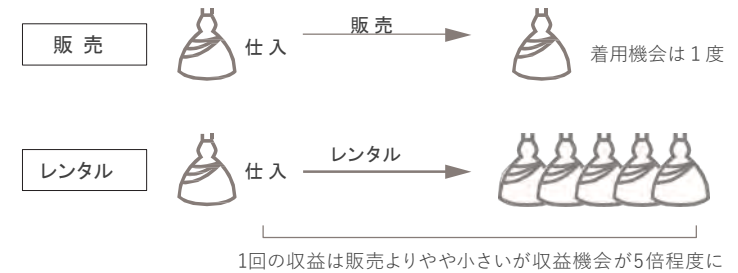 販 売
仕 入
販 売
着用機会は 1 度
レンタル
仕 入
レンタル
1回の収益は販売よりやや小さいが収益機会が5倍程度に